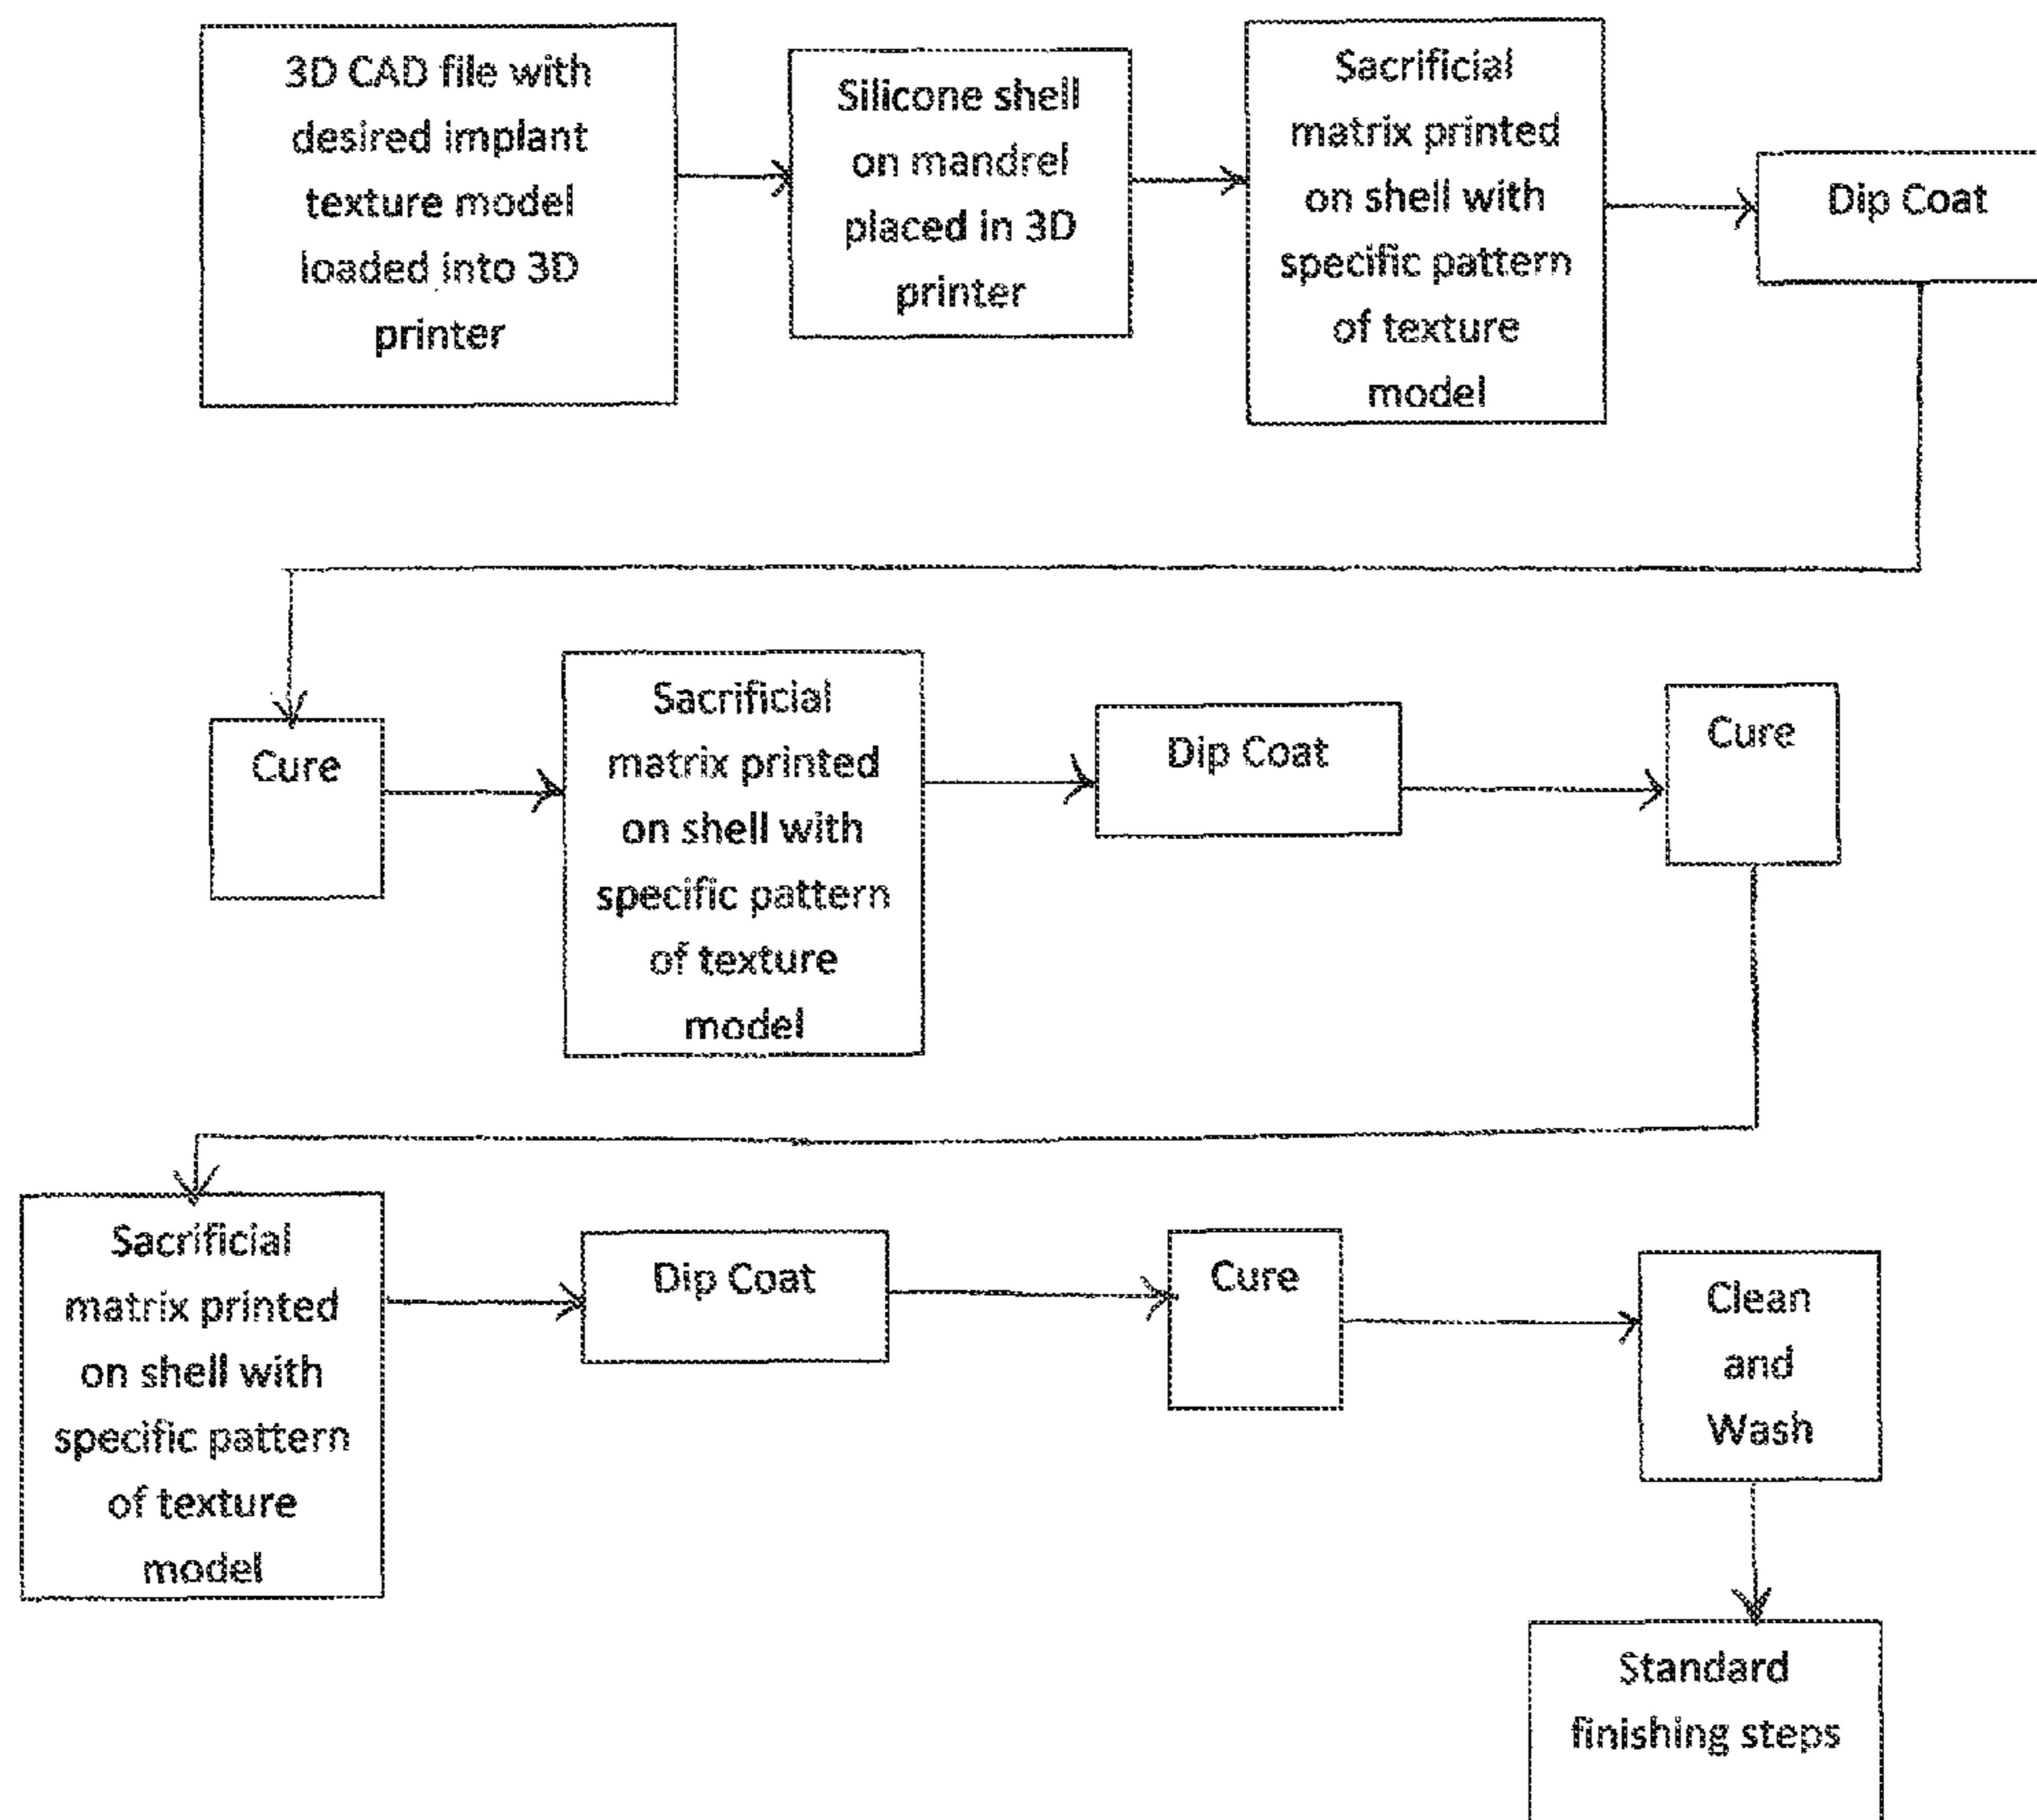 3D CAD file with
desired implant
texture model
loaded into 3D
printer
Silicone shell
on mandrel
placed in 3D
printer
Sacrificial
matrix printed
on shell with
specific pattern
of texture
model
Dip Coat
Cure
Sacrificial
matrix printed
on shell with
specific pattern
of texture
model
Dip Coat
Cure
Sacrificial
matrix printed
on shell with
specific pattern
of texture
model
Dip Coat
Cure
Clean
and
Wash
Standard
finishing steps